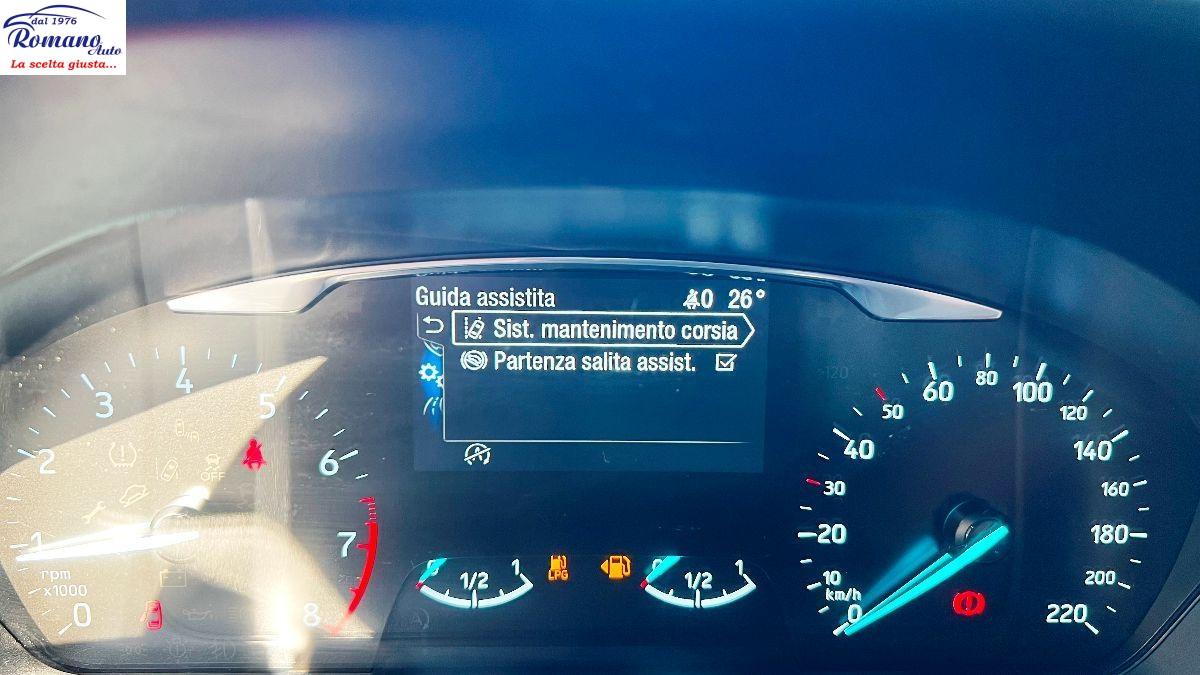 dal 1976
Romano
Auto
La scelta giusta...
Guida assistita 0 26°
Sist. mantenimento corsia
Partenza salita assist.
0 1 2 3 4 5 6 7 8
rpm
x1000
OFF
1/2 1
LPG
0 1/2 1
0 10 20 30 40 50 60 80 100 120 140 160 180 200 220
km/h